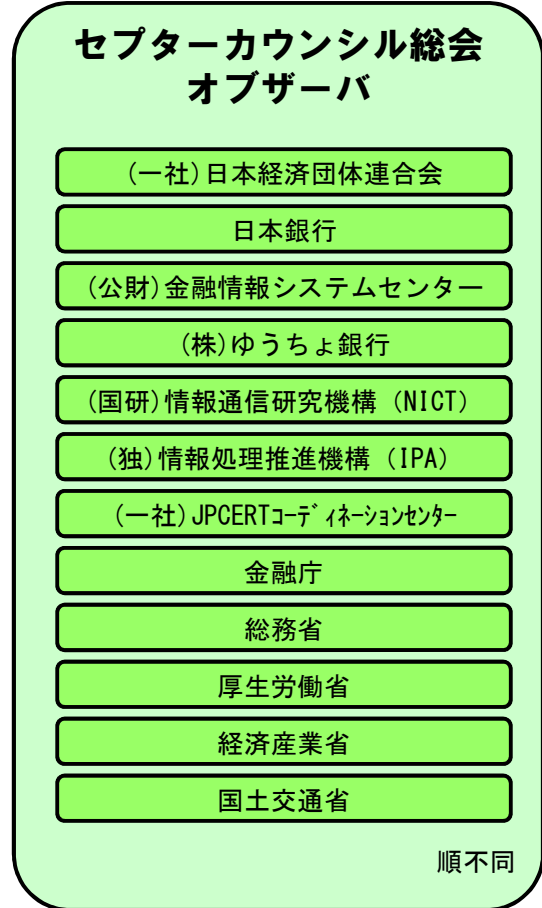 セプターカウンシル総会
オブザーバ
(一社)日本経済団体連合会
日本銀行
(公財)金融情報システムセンター
(株)ゆうちょ銀行
(国研)情報通信研究機構（NICT)
(独)情報処理推進機構（IPA)
(一社)JPCERTｺｰﾃﾞｨﾈｰｼｮﾝｾﾝﾀｰ
金融庁
総務省
厚生労働省
経済産業省
国土交通省
順不同